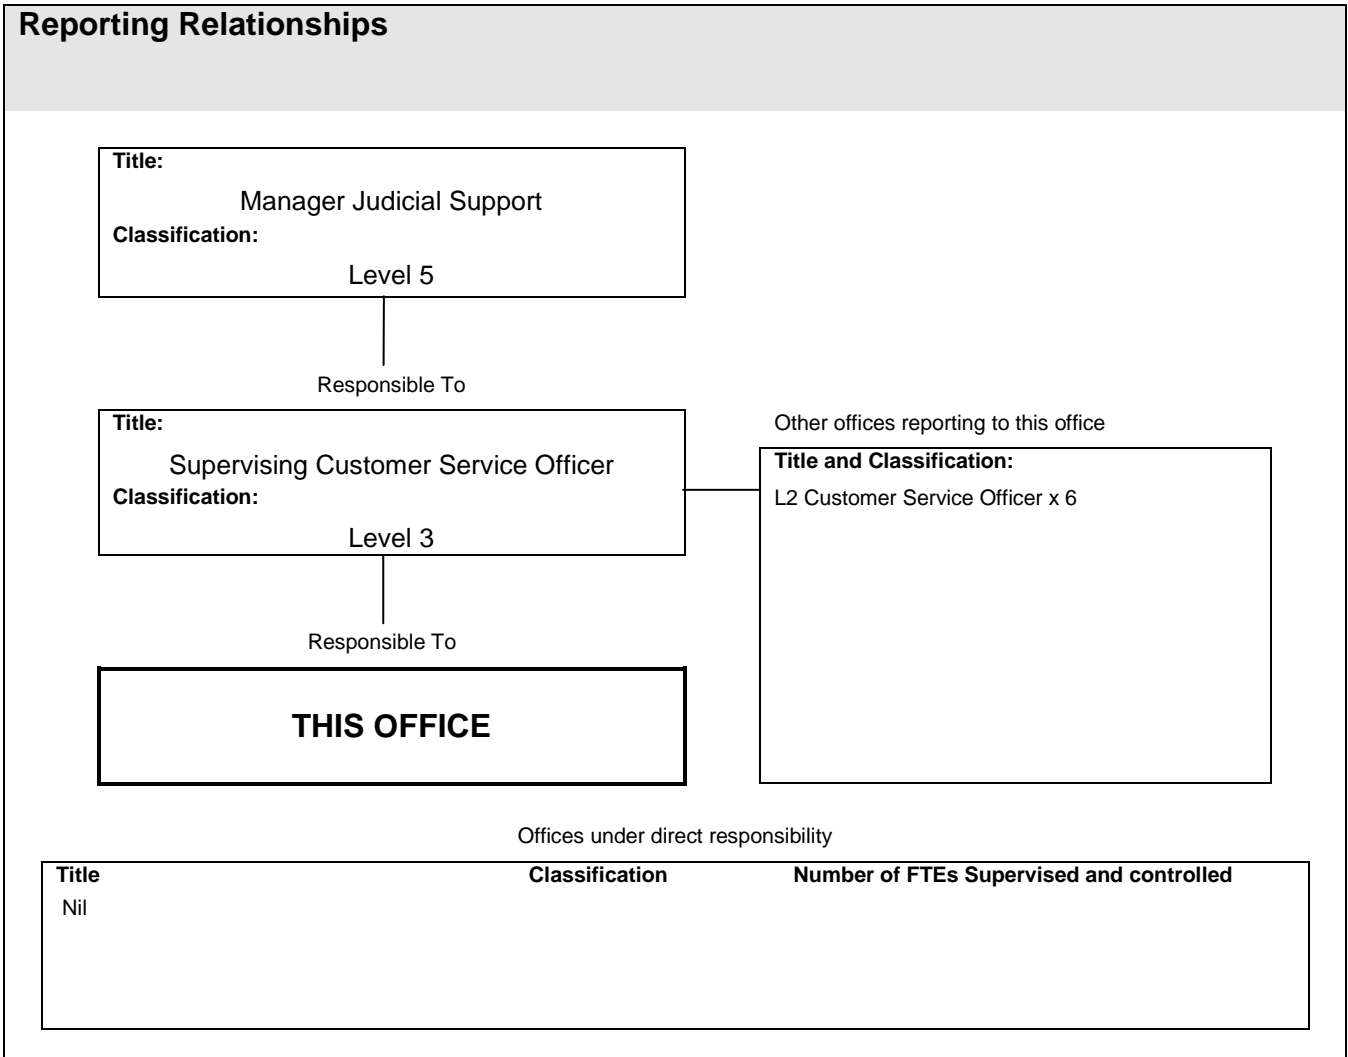 Reporting Relationships
Title:
Manager Judicial Support
Classification:
Level 5
Responsible To
Title:
Supervising Customer Service Officer
Classification:
Level 3
Other offices reporting to this office
Title and Classification:
L2 Customer Service Officer x 6
Responsible To
THIS OFFICE
Offices under direct responsibility
Title Classification Number of FTEs Supervised and controlled
Nil